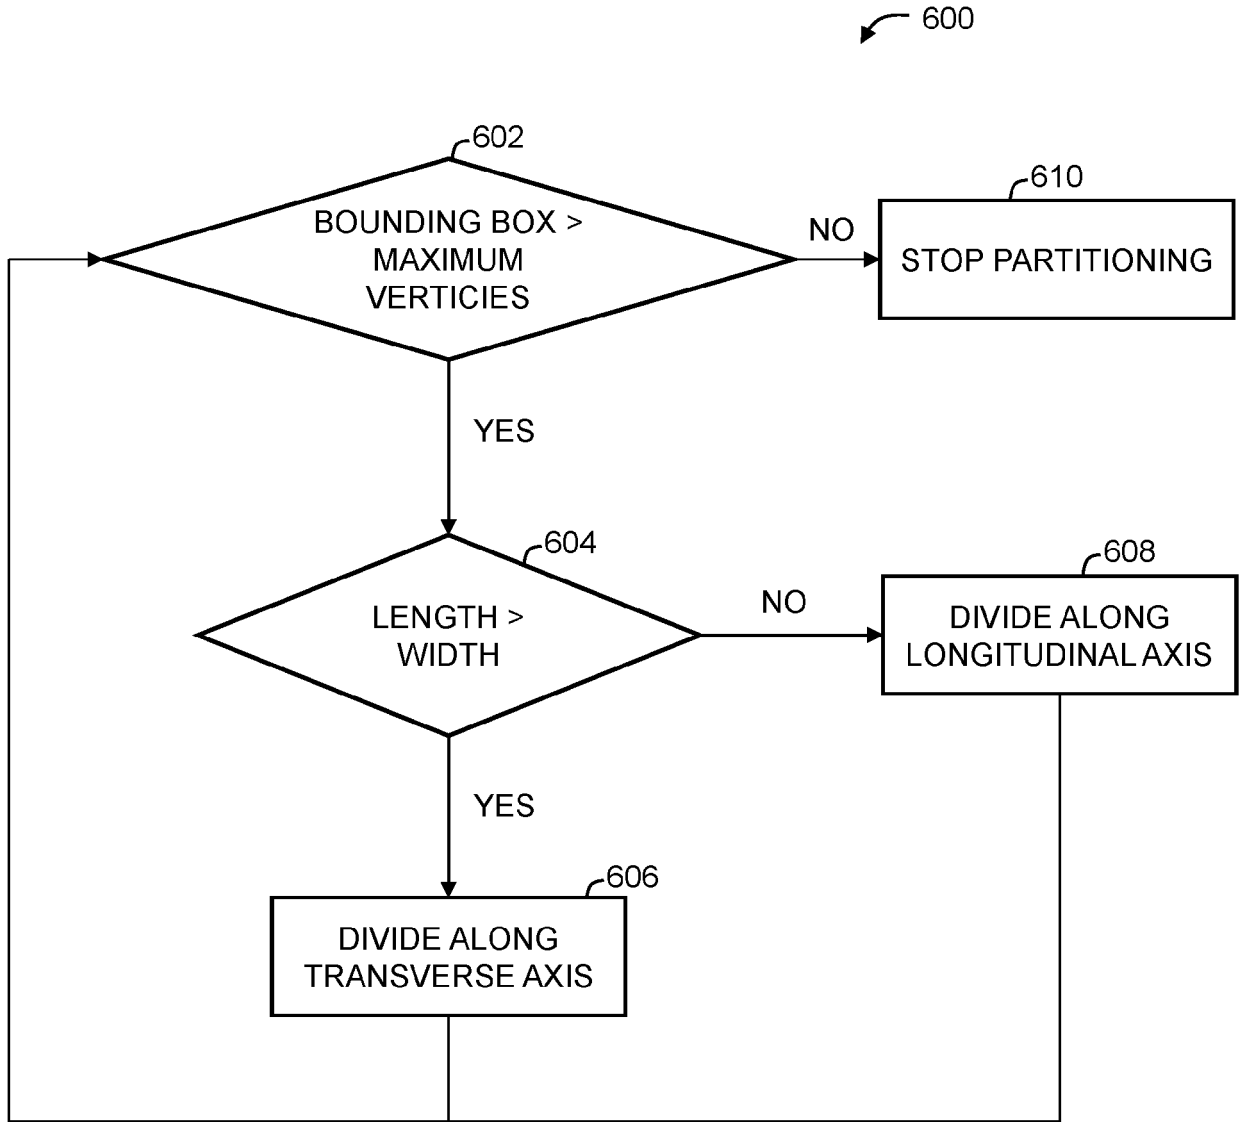 600
602
BOUNDING BOX >
MAXIMUM
VERTICIES
NO
610
STOP PARTITIONING
YES
604
LENGTH >
WIDTH
NO
608
DIVIDE ALONG
LONGITUDINAL AXIS
YES
606
DIVIDE ALONG
TRANSVERSE AXIS